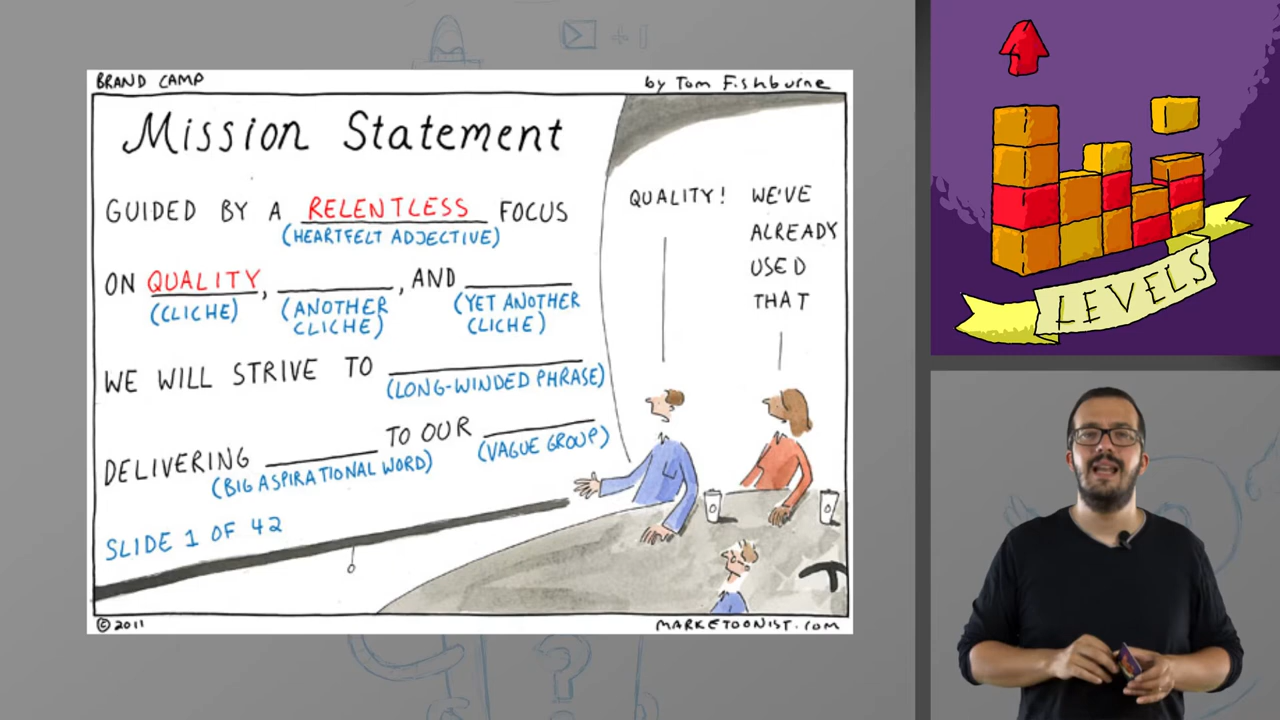 BRAND CAMP
by Tom Fishburne
Mission Statement
GUIDED BY A RELENTLESS FOCUS
(HEARTFELT ADJECTIVE)
ON QUALITY, , AND
(CLICHE) (ANOTHER CLICHE) (YET ANOTHER CLICHE)
WE WILL STRIVE TO
(LONG-WINDED PHRASE)
DELIVERING TO OUR
(BIG ASPIRATIONAL WORD) (VAGUE GROUP)
SLIDE 1 OF 42
QUALITY!
WE'VE
ALREADY
USED
THAT
© 2011
MARKETOONIST.com
LEVELS